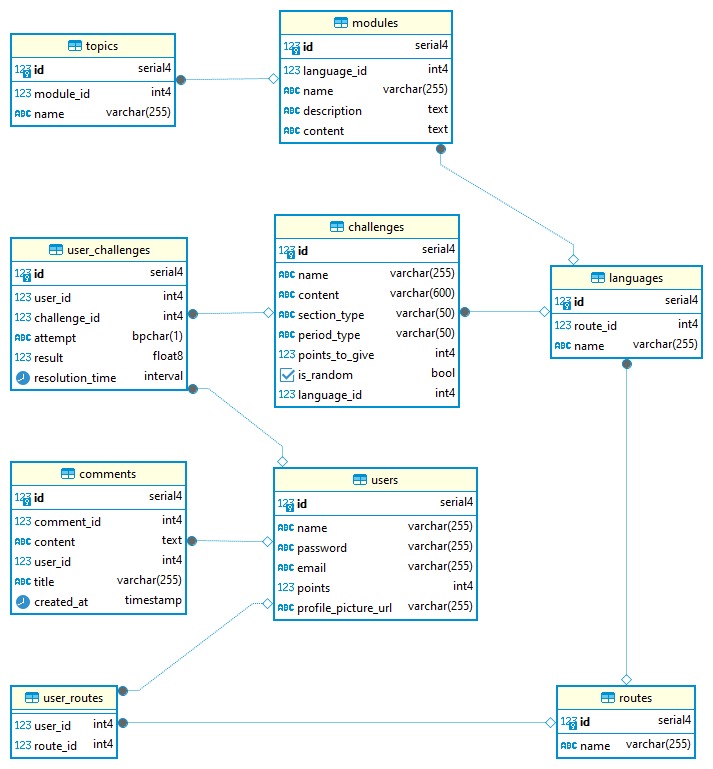 topics
123 id serial4
123 module_id int4
ABC name varchar(255)
modules
123 id serial4
123 language_id int4
ABC name varchar(255)
ABC description text
ABC content text
user_challenges
123 id serial4
123 user_id int4
123 challenge_id int4
ABC attempt bpchar(1)
123 result float8
resolution_time interval
challenges
123 id serial4
ABC name varchar(255)
ABC content varchar(600)
ABC section_type varchar(50)
ABC period_type varchar(50)
123 points_to_give int4
is_random bool
123 language_id int4
languages
123 id serial4
123 route_id int4
ABC name varchar(255)
comments
123 id serial4
123 comment_id int4
ABC content text
123 user_id int4
ABC title varchar(255)
created_at timestamp
users
123 id serial4
ABC name varchar(255)
ABC password varchar(255)
ABC email varchar(255)
123 points int4
ABC profile_picture_url varchar(255)
user_routes
123 user_id int4
123 route_id int4
routes
123 id serial4
ABC name varchar(255)